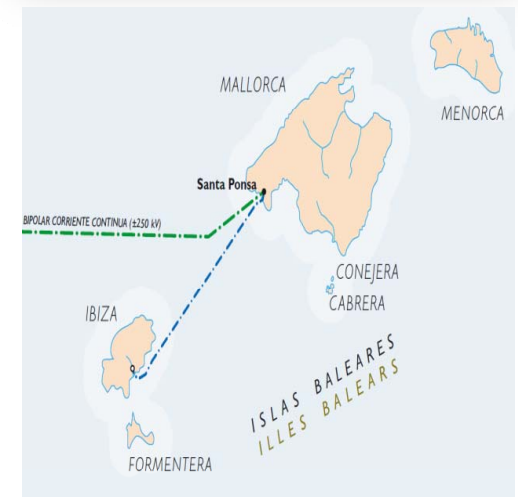 MALLORCA
MENORCA
Santa Ponsa
BIPOLAR CORRIENTE CONTINUA (±250 kV)
CONEJERA
CABRERA
IBIZA
ISLAS BALEARES
ILLES BALEARS
FORMENTERA